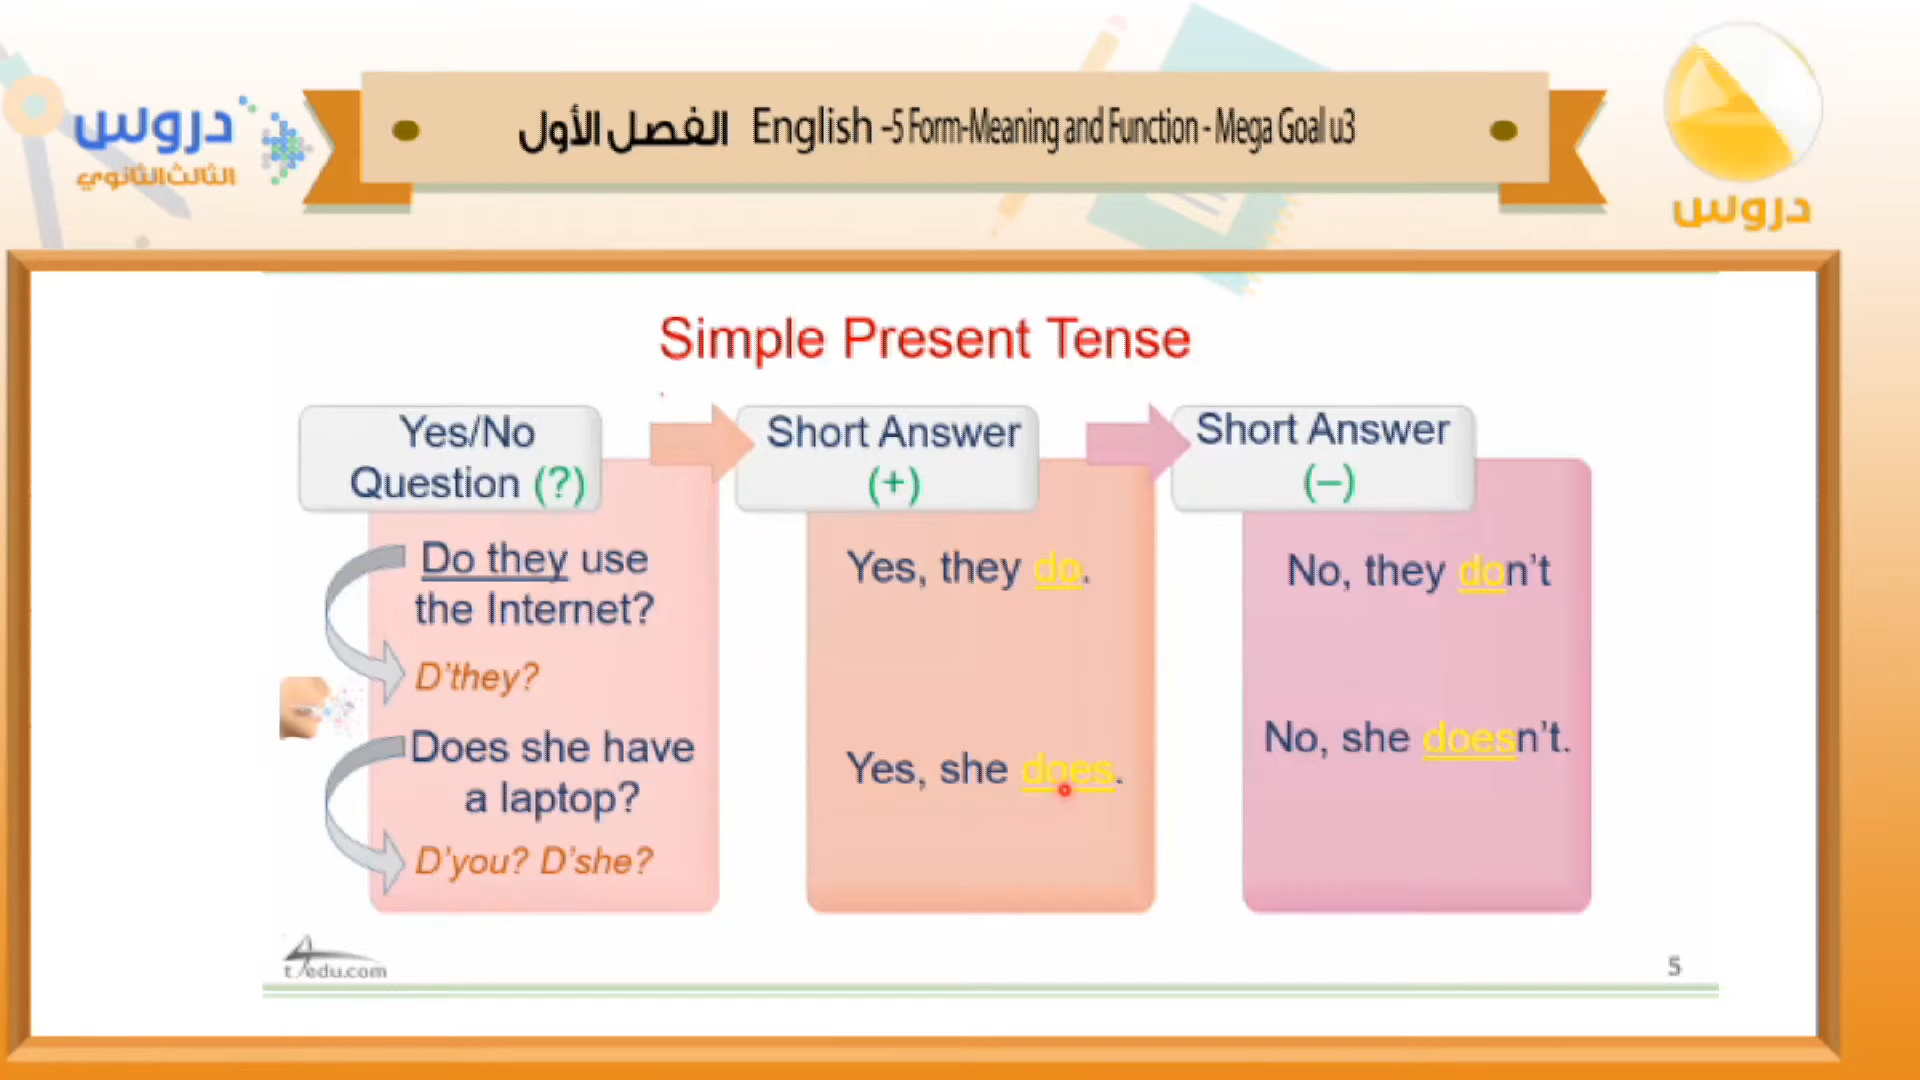 دروس
الثالث الثانوي
الفصل الأول English -5 Form-Meaning and Function - Mega Goal u3
دروس
Simple Present Tense
Yes/No
Question (?)
Short Answer
(+)
Short Answer
(–)
Do they use
the Internet?
D'they?
Does she have
a laptop?
D'you? D'she?
Yes, they do.
Yes, she does.
No, they don't
No, she doesn't.
t4edu.com
5